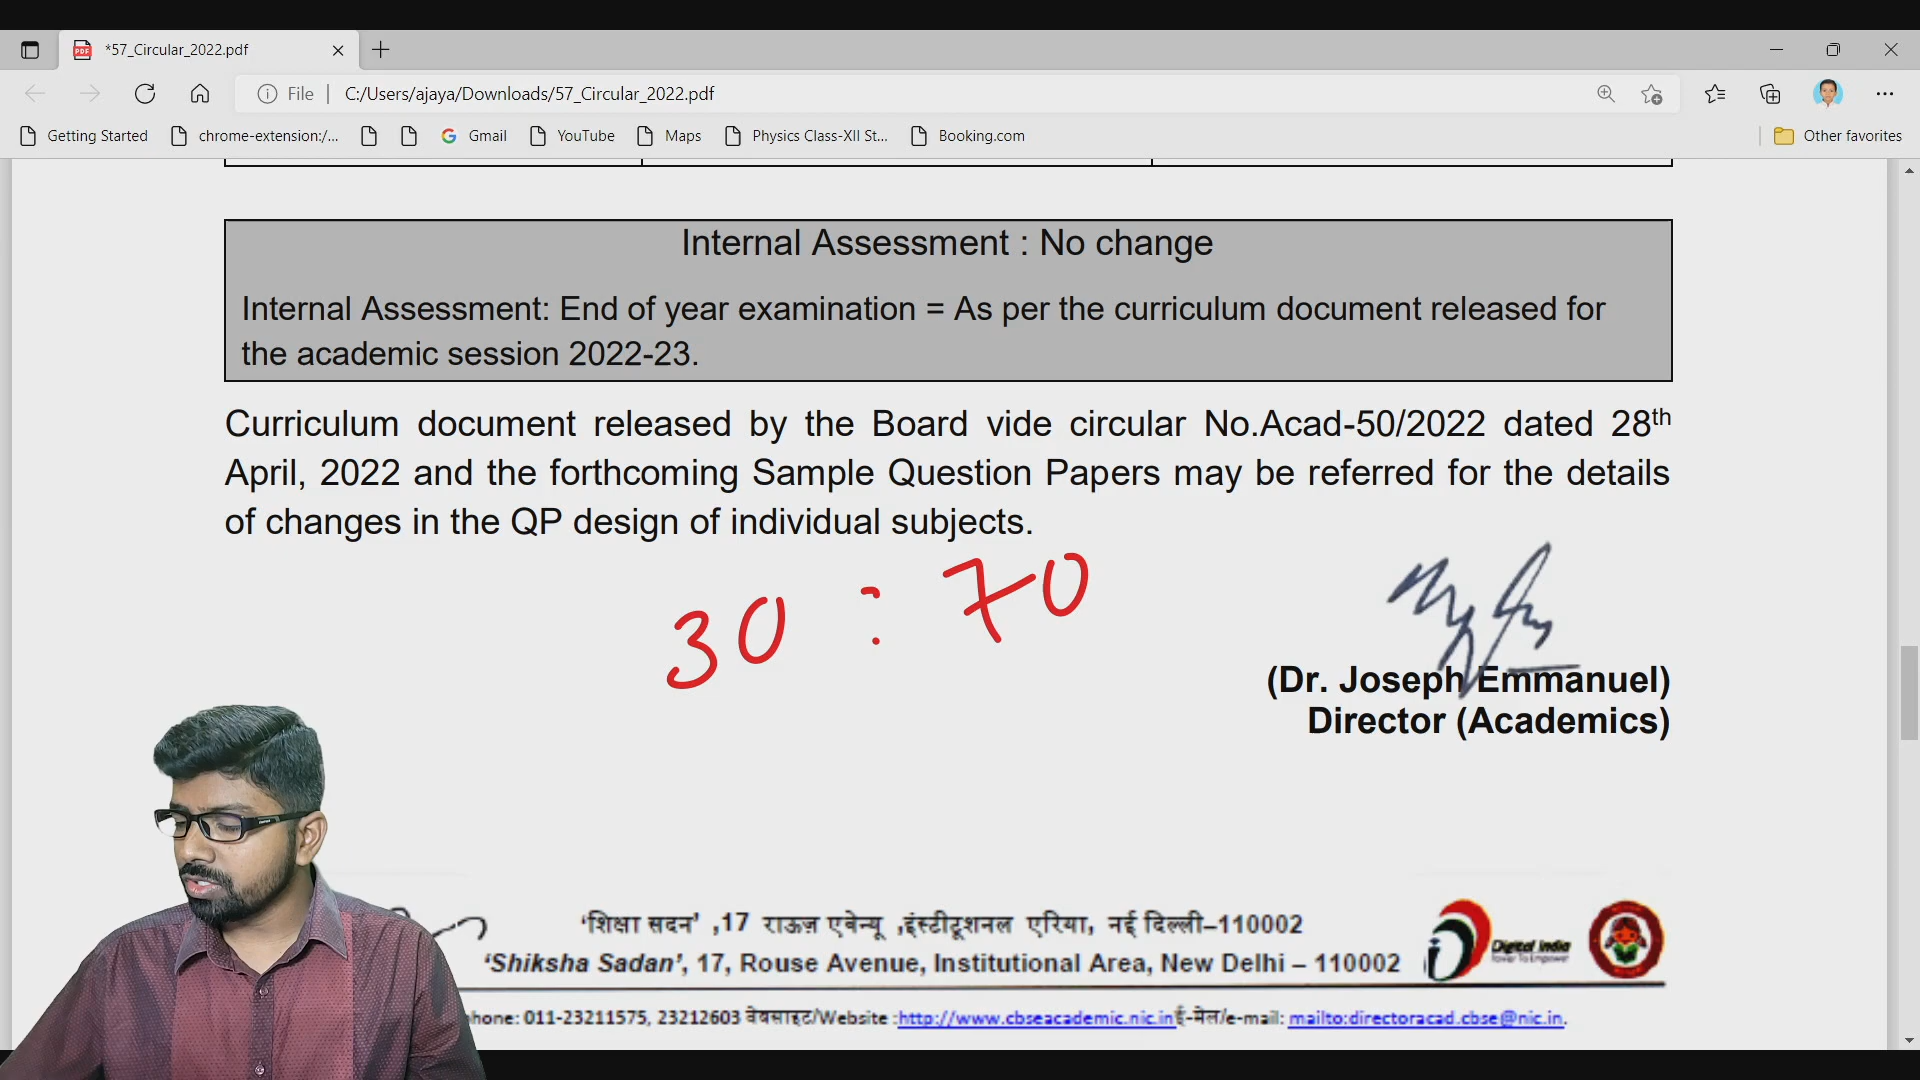 *57_Circular_2022.pdf
File
C:/Users/ajaya/Downloads/57_Circular_2022.pdf
Getting Started
chrome-extension:/...
Gmail
YouTube
Maps
Physics Class-XII St...
Booking.com
Other favorites
Internal Assessment : No change
Internal Assessment: End of year examination = As per the curriculum document released for
the academic session 2022-23.
Curriculum document released by the Board vide circular No.Acad-50/2022 dated 28th
April, 2022 and the forthcoming Sample Question Papers may be referred for the details
of changes in the QP design of individual subjects.
30 : 70
(Dr. Joseph Emmanuel)
Director (Academics)
‘शिक्षा सदन’ ,17 राऊज़ एवेन्यू ,इंस्टीटूशनल एरिया, नई दिल्ली–110002
‘Shiksha Sadan’, 17, Rouse Avenue, Institutional Area, New Delhi – 110002
Digital India
Power To Empower
hone: 011-23211575, 23212603 वेबसाइट/Website :http://www.cbseacademic.nic.in ई-मेल/e-mail: mailto:directoracad.cbse@nic.in.